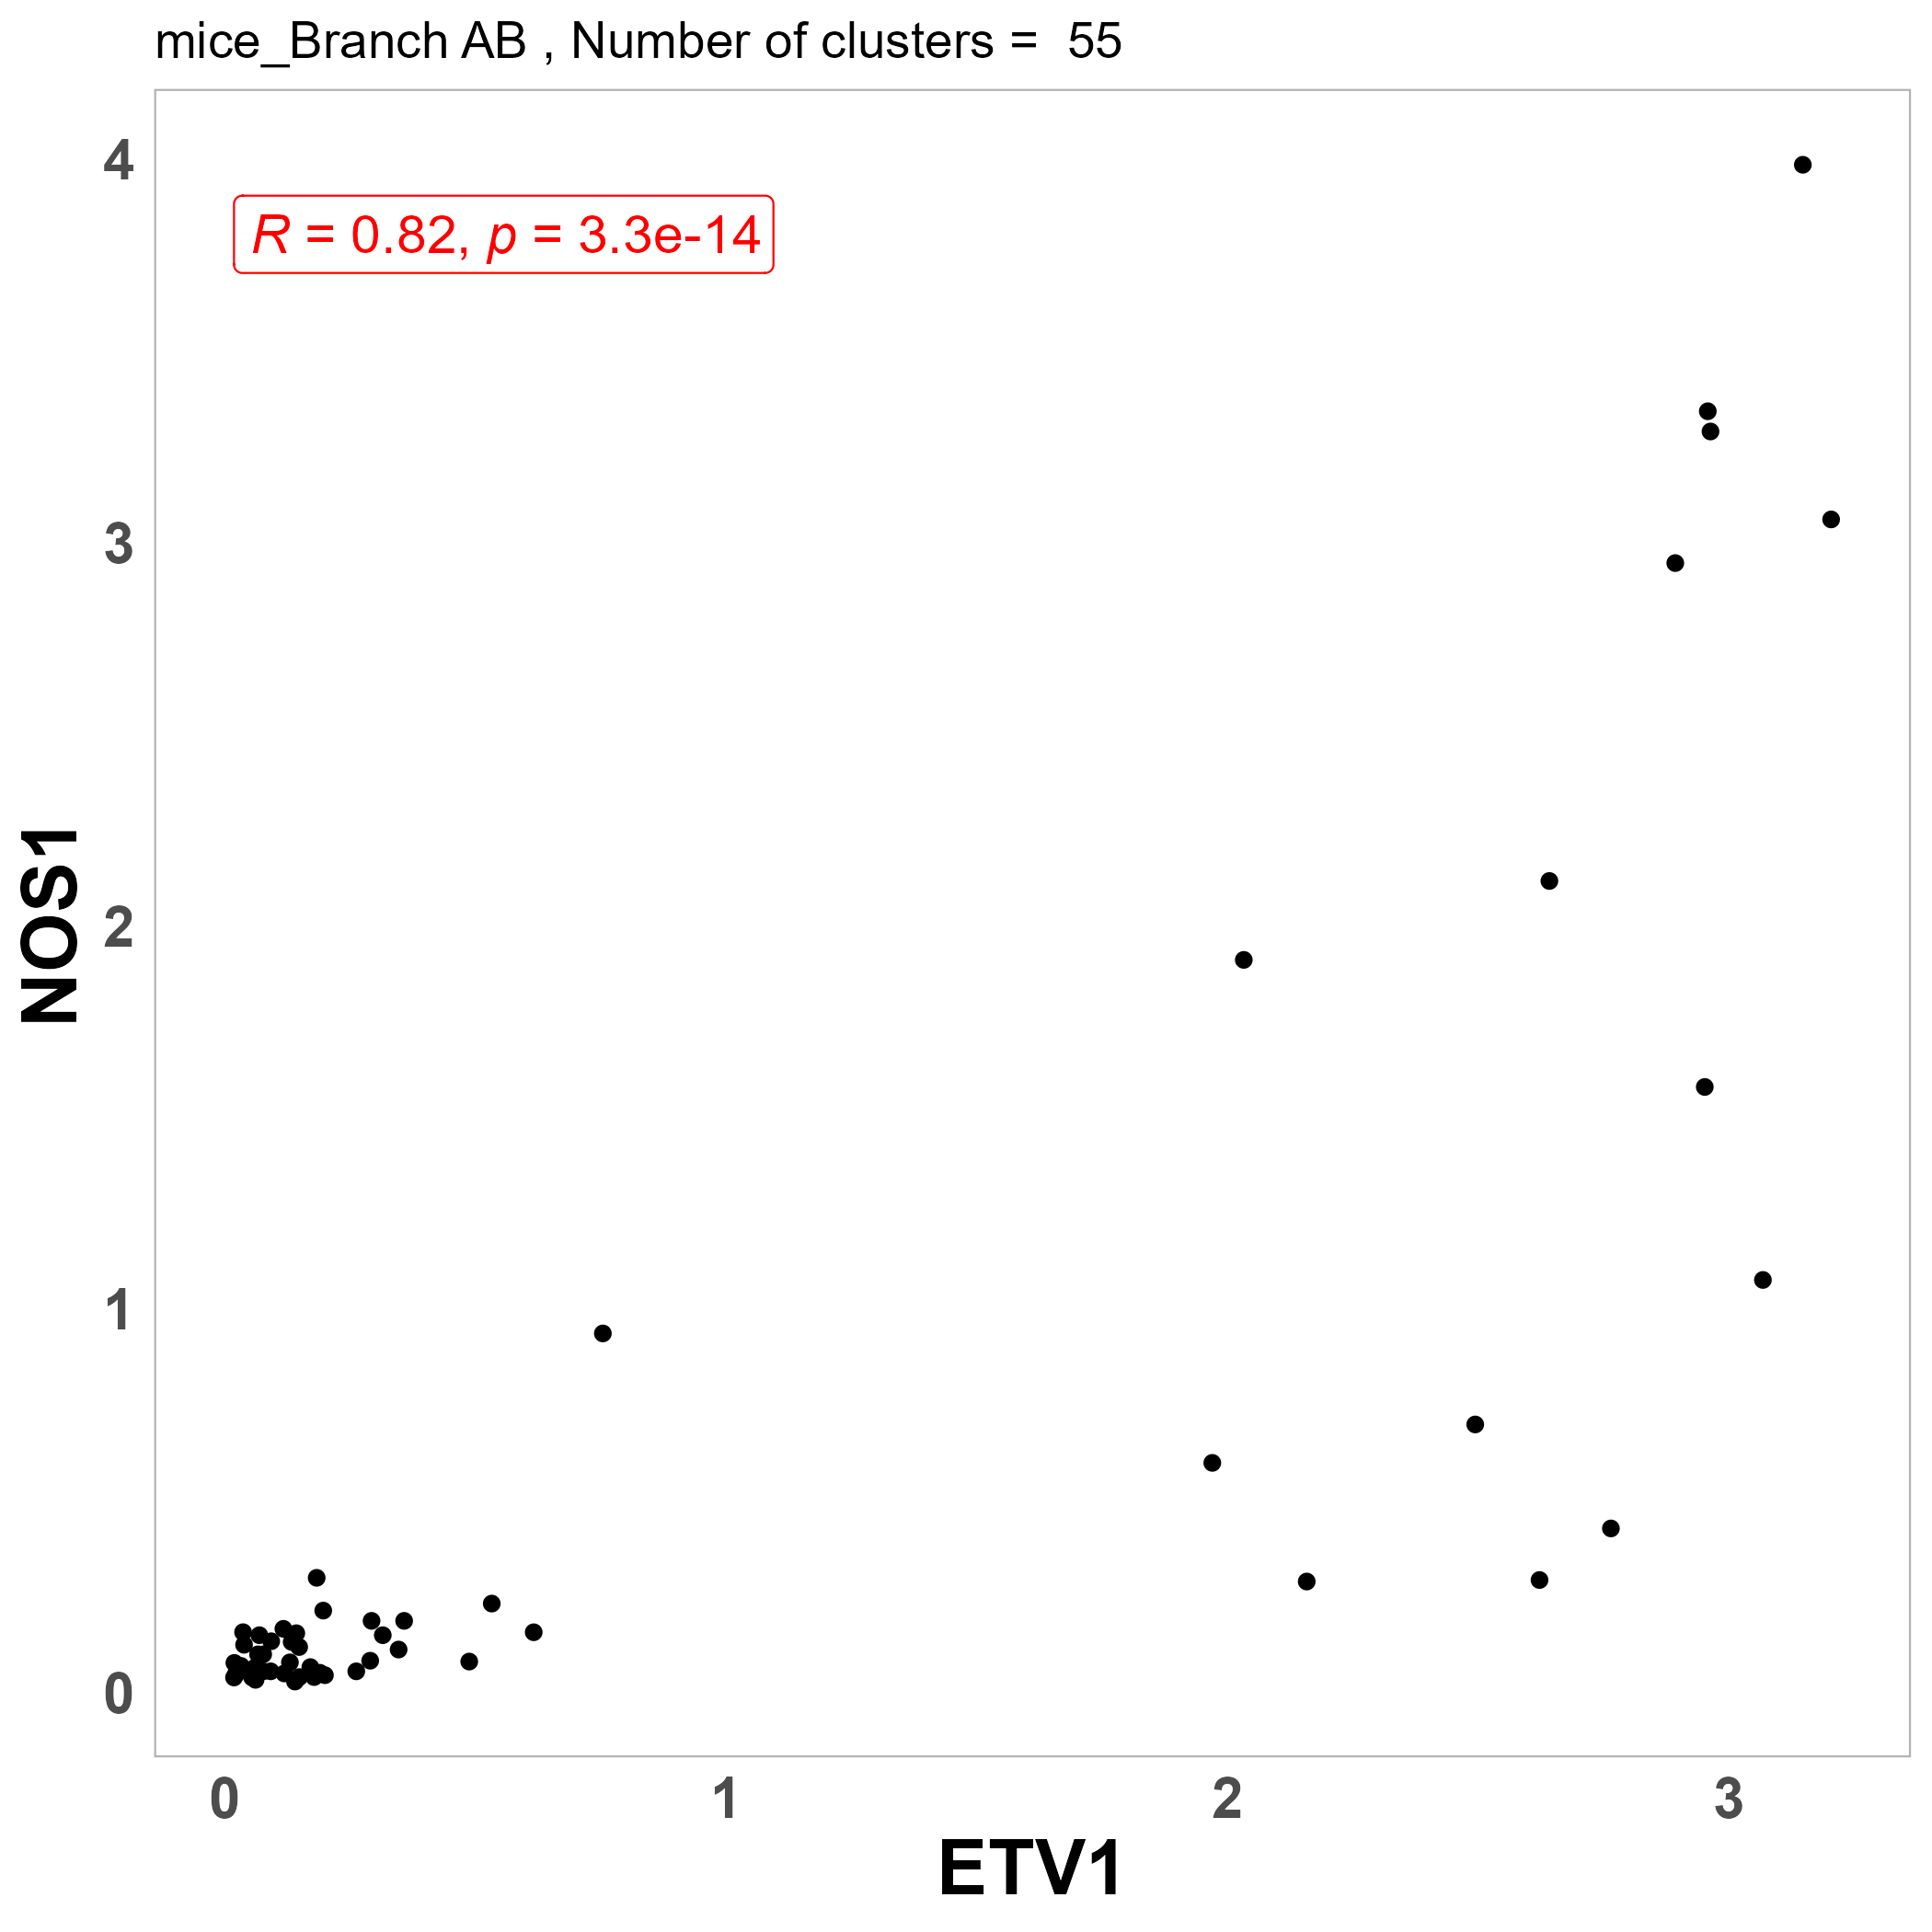 mice_Branch AB , Number of clusters =  55
R = 0.82, p = 3.3e-14
4
3
2
1
0
NOS1
0 1 2 3
ETV1